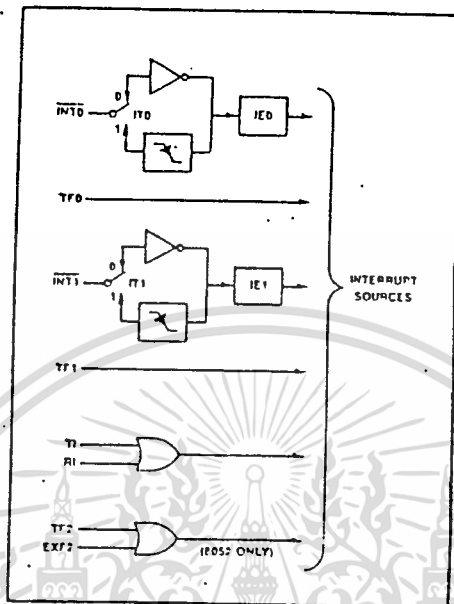 0
INT0
IT0
1
IE0
TF0
0
INT1
IT1
1
IE1
TF1
INTERRUPT
SOURCES
TI
RI
TF2
EXF2
(8052 ONLY)